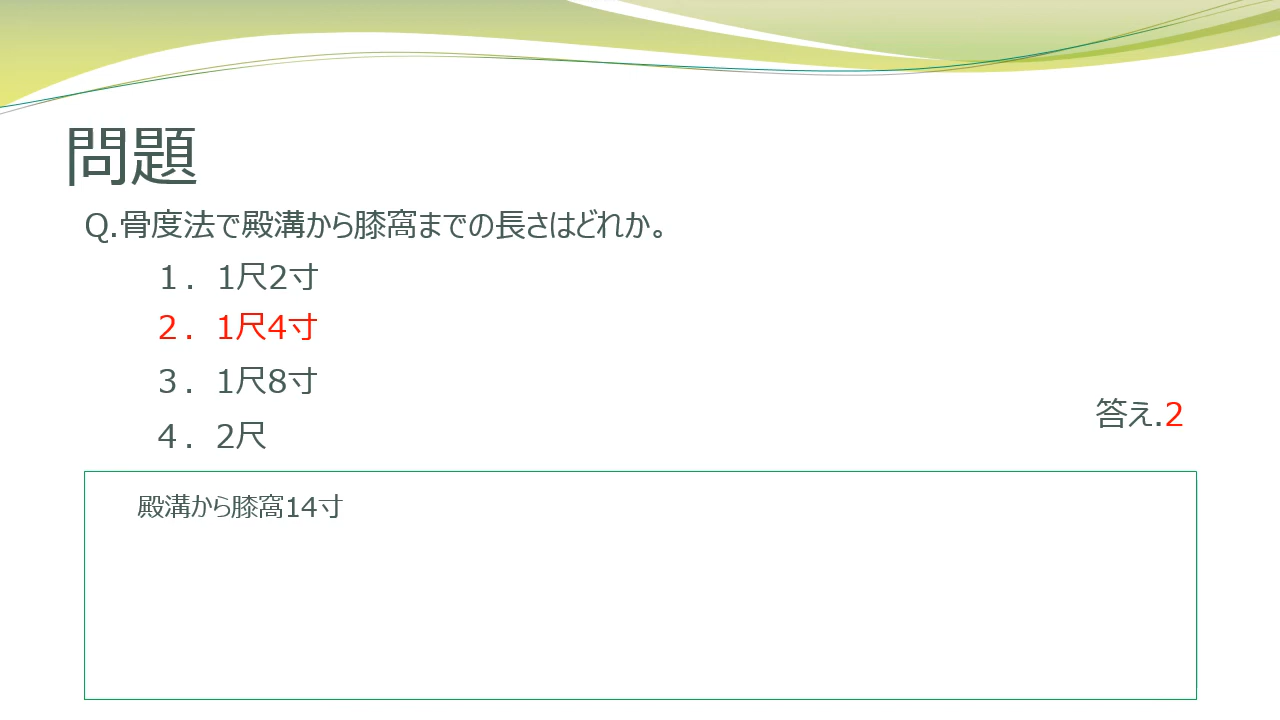 問題
Q.骨度法で殿溝から膝窩までの長さはどれか。
１．1尺2寸
２．1尺4寸
３．1尺8寸
４．2尺
答え.2
殿溝から膝窩14寸